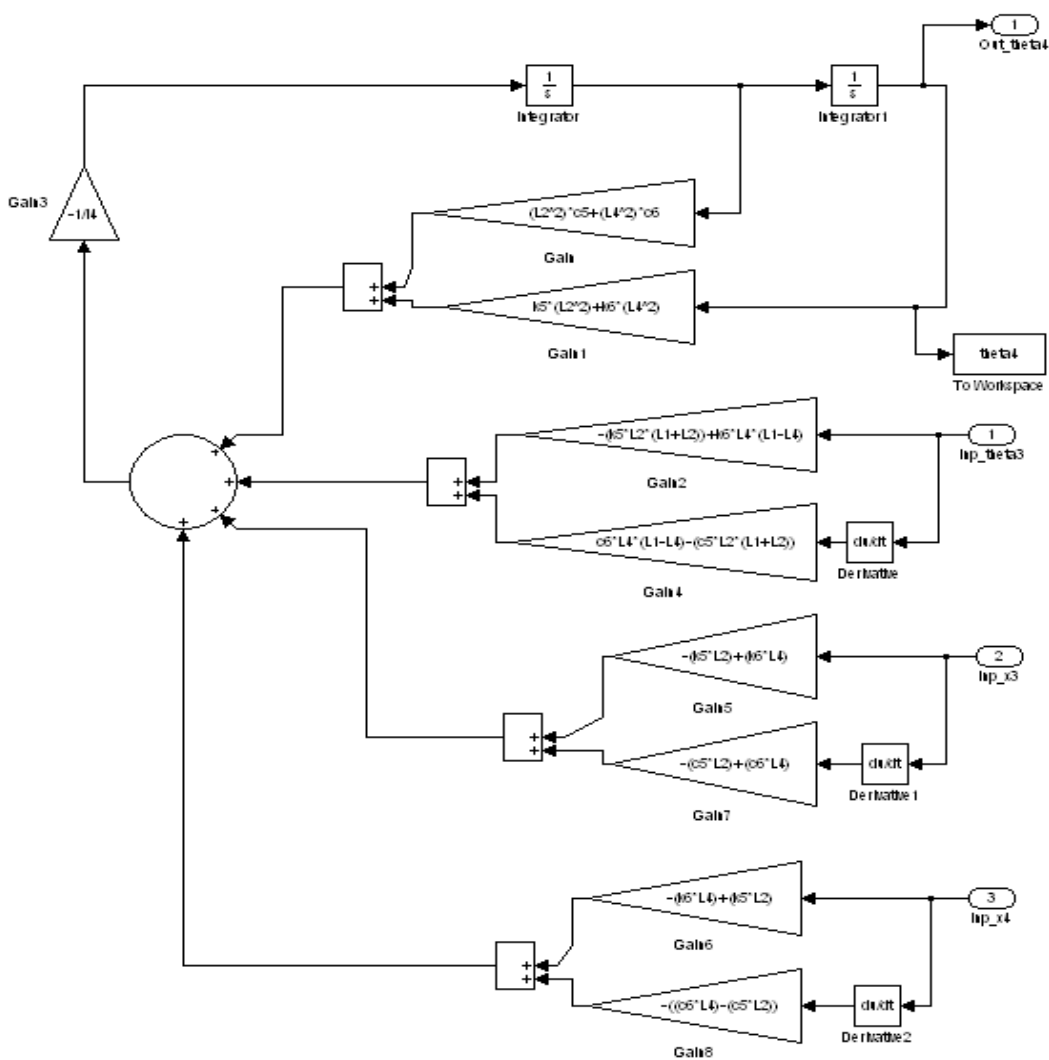 1
Out_theta4
1
s
Integrator
1
s
Integrator1
Gain3
-1/I4
(L2^2)*c5+(L4^2)*c6
Gain
+
+
k5*(L2^2)+k6*(L4^2)
Gain1
theta4
To Workspace
-(k5*L2*(L1+L2))+k6*L4*(L1-L4)
1
Inp_theta3
Gain2
+
+
+
+
+
+
c6*L4*(L1-L4)-(c5*L2*(L1+L2))
du/dt
Derivative
Gain4
-(k5*L2)+(k6*L4)
2
Inp_x3
Gain5
+
+
-(c5*L2)+(c6*L4)
du/dt
Derivative1
Gain7
-(k6*L4)+(k5*L2)
3
Inp_x4
Gain6
+
+
-((c6*L4)-(c5*L2))
du/dt
Derivative2
Gain8